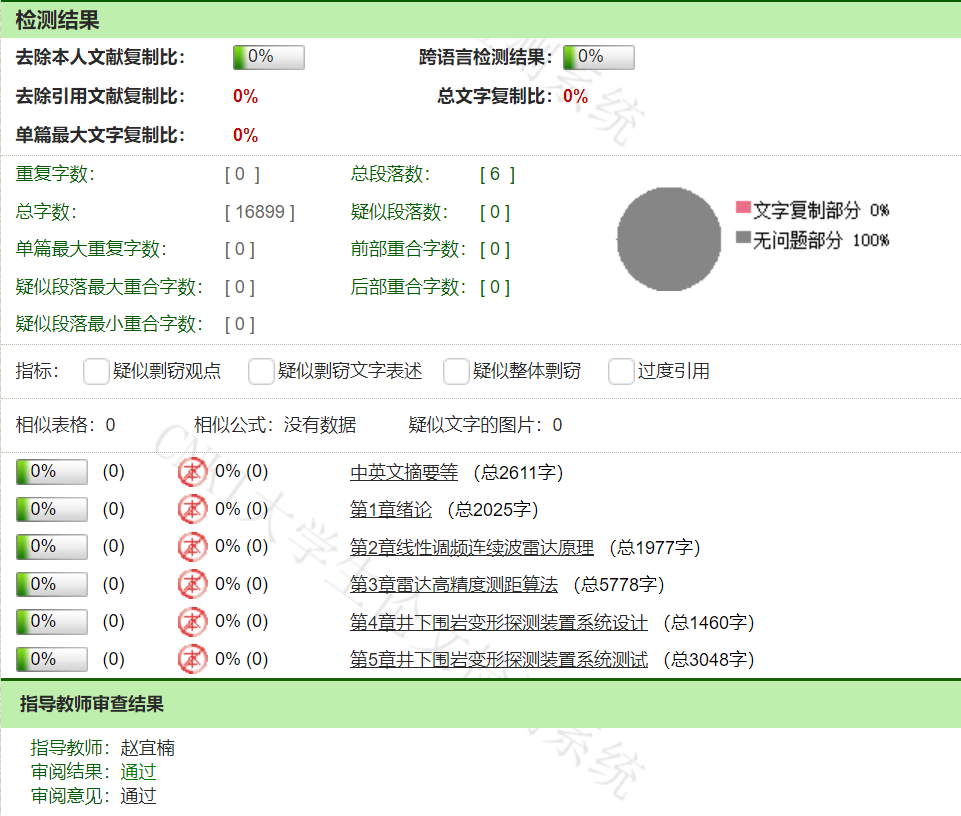 检测结果
去除本人文献复制比： 0% 跨语言检测结果： 0%
去除引用文献复制比： 0% 总文字复制比： 0%
单篇最大文字复制比： 0%
重复字数： [ 0 ] 总段落数： [ 6 ]
总字数： [ 16899 ] 疑似段落数： [ 0 ]
单篇最大重复字数： [ 0 ] 前部重合字数： [ 0 ]
疑似段落最大重合字数： [ 0 ] 后部重合字数： [ 0 ]
疑似段落最小重合字数： [ 0 ]
文字复制部分 0%
无问题部分 100%
指标： 疑似剽窃观点 疑似剽窃文字表述 疑似整体剽窃 过度引用
相似表格：0 相似公式：没有数据 疑似文字的图片：0
0% (0) 本 0% (0) 中英文摘要等 （总2611字）
0% (0) 本 0% (0) 第1章绪论 （总2025字）
0% (0) 本 0% (0) 第2章线性调频连续波雷达原理 （总1977字）
0% (0) 本 0% (0) 第3章雷达高精度测距算法 （总5778字）
0% (0) 本 0% (0) 第4章井下围岩变形探测装置系统设计 （总1460字）
0% (0) 本 0% (0) 第5章井下围岩变形探测装置系统测试 （总3048字）
指导教师审查结果
指导教师：赵宜楠
审阅结果：通过
审阅意见：通过